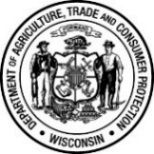 DEPARTMENT OF AGRICULTURE, TRADE AND CONSUMER PROTECTION
• WISCONSIN •